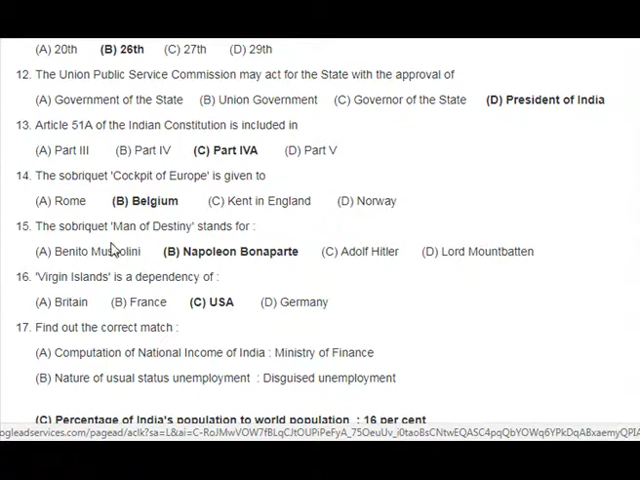 (A) 20th (B) 26th (C) 27th (D) 29th
12. The Union Public Service Commission may act for the State with the approval of
(A) Government of the State (B) Union Government (C) Governor of the State (D) President of India
13. Article 51A of the Indian Constitution is included in
(A) Part III (B) Part IV (C) Part IVA (D) Part V
14. The sobriquet 'Cockpit of Europe' is given to
(A) Rome (B) Belgium (C) Kent in England (D) Norway
15. The sobriquet 'Man of Destiny' stands for :
(A) Benito Mussolini (B) Napoleon Bonaparte (C) Adolf Hitler (D) Lord Mountbatten
16. 'Virgin Islands' is a dependency of :
(A) Britain (B) France (C) USA (D) Germany
17. Find out the correct match :
(A) Computation of National Income of India : Ministry of Finance
(B) Nature of usual status unemployment : Disguised unemployment
(C) Percentage of India's population to world population : 16 per cent